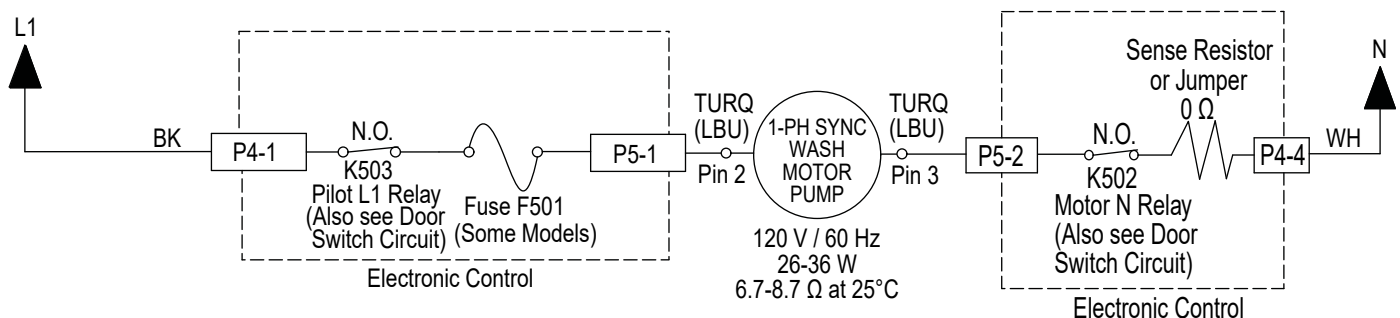 L1
BK
P4-1
N.O.
K503
Pilot L1 Relay
(Also see Door
Switch Circuit)
Fuse F501
(Some Models)
P5-1
Electronic Control
TURQ
(LBU)
Pin 2
1-PH SYNC
WASH
MOTOR
PUMP
120 V / 60 Hz
26-36 W
6.7-8.7 Ω at 25°C
TURQ
(LBU)
Pin 3
P5-2
N.O.
K502
Motor N Relay
(Also see Door
Switch Circuit)
Sense Resistor
or Jumper
0 Ω
P4-4
Electronic Control
WH
N